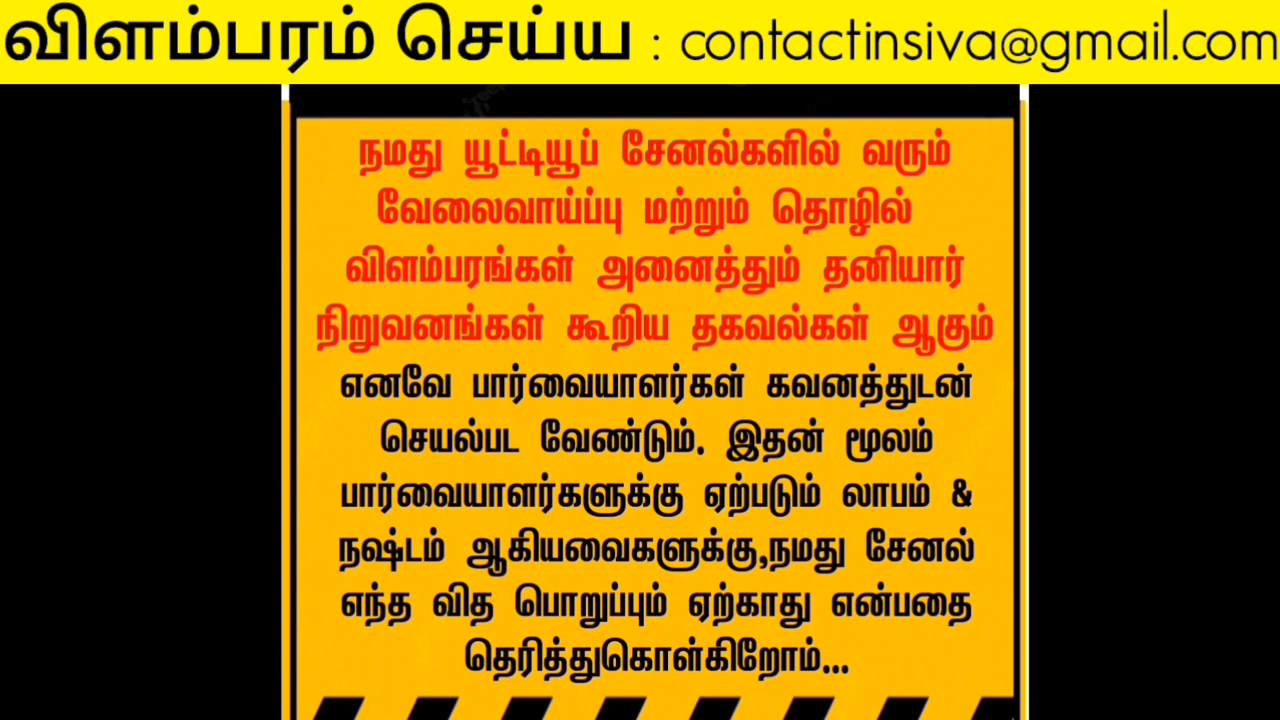 விளம்பரம் செய்ய : contactinsiva@gmail.com
நமது யூட்டியூப் சேனல்களில் வரும்
வேலைவாய்ப்பு மற்றும் தொழில்
விளம்பரங்கள் அனைத்தும் தனியார்
நிறுவனங்கள் கூறிய தகவல்கள் ஆகும்
எனவே பார்வையாளர்கள் கவனத்துடன்
செயல்பட வேண்டும். இதன் மூலம்
பார்வையாளர்களுக்கு ஏற்படும் லாபம் &
நஷ்டம் ஆகியவைகளுக்கு,நமது சேனல்
எந்த வித பொறுப்பும் ஏற்காது என்பதை
தெரித்துகொள்கிறோம்...